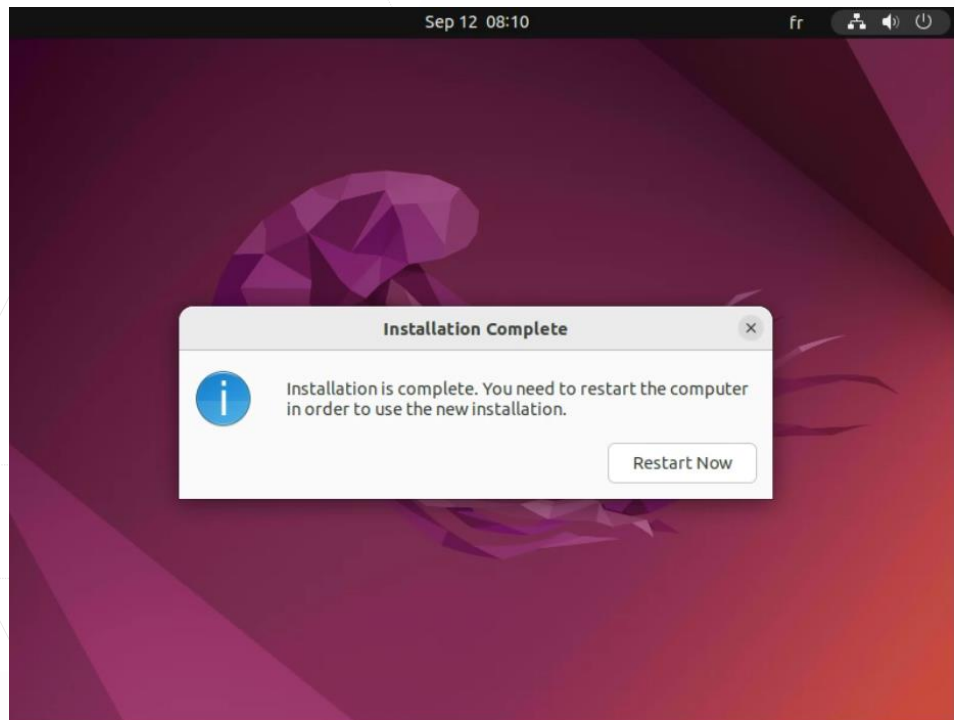 Sep 12 08:10
fr
Installation Complete
Installation is complete. You need to restart the computer
in order to use the new installation.
Restart Now